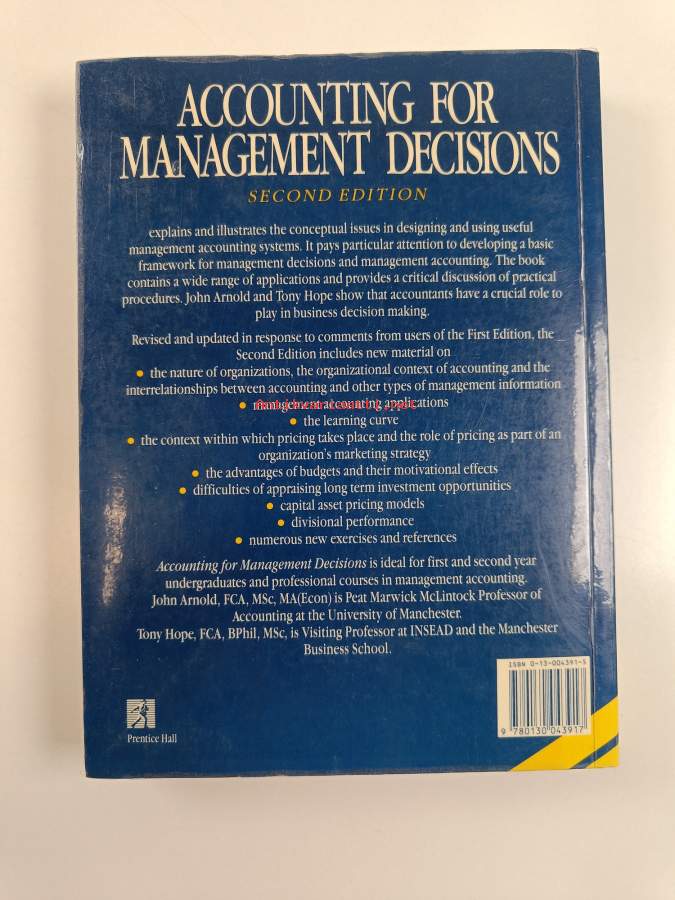 ACCOUNTING FOR
MANAGEMENT DECISIONS
SECOND EDITION
explains and illustrates the conceptual issues in designing and using useful
management accounting systems. It pays particular attention to developing a basic
framework for management decisions and management accounting. The book
contains a wide range of applications and provides a critical discussion of practical
procedures. John Arnold and Tony Hope show that accountants have a crucial role to
play in business decision making.
Revised and updated in response to comments from users of the First Edition, the
Second Edition includes new material on
• the nature of organizations, the organizational context of accounting and the
interrelationships between accounting and other types of management information
• management accounting applications
• the learning curve
• the context within which pricing takes place and the role of pricing as part of an
organization's marketing strategy
• the advantages of budgets and their motivational effects
• difficulties of appraising long term investment opportunities
• capital asset pricing models
• divisional performance
• numerous new exercises and references
Accounting for Management Decisions is ideal for first and second year
undergraduates and professional courses in management accounting.
John Arnold, FCA, MSc, MA(Econ) is Peat Marwick McLintock Professor of
Accounting at the University of Manchester.
Tony Hope, FCA, BPhil, MSc, is Visiting Professor at INSEAD and the Manchester
Business School.
ISBN 0-13-004391-5
9 780130 043917
Prentice Hall